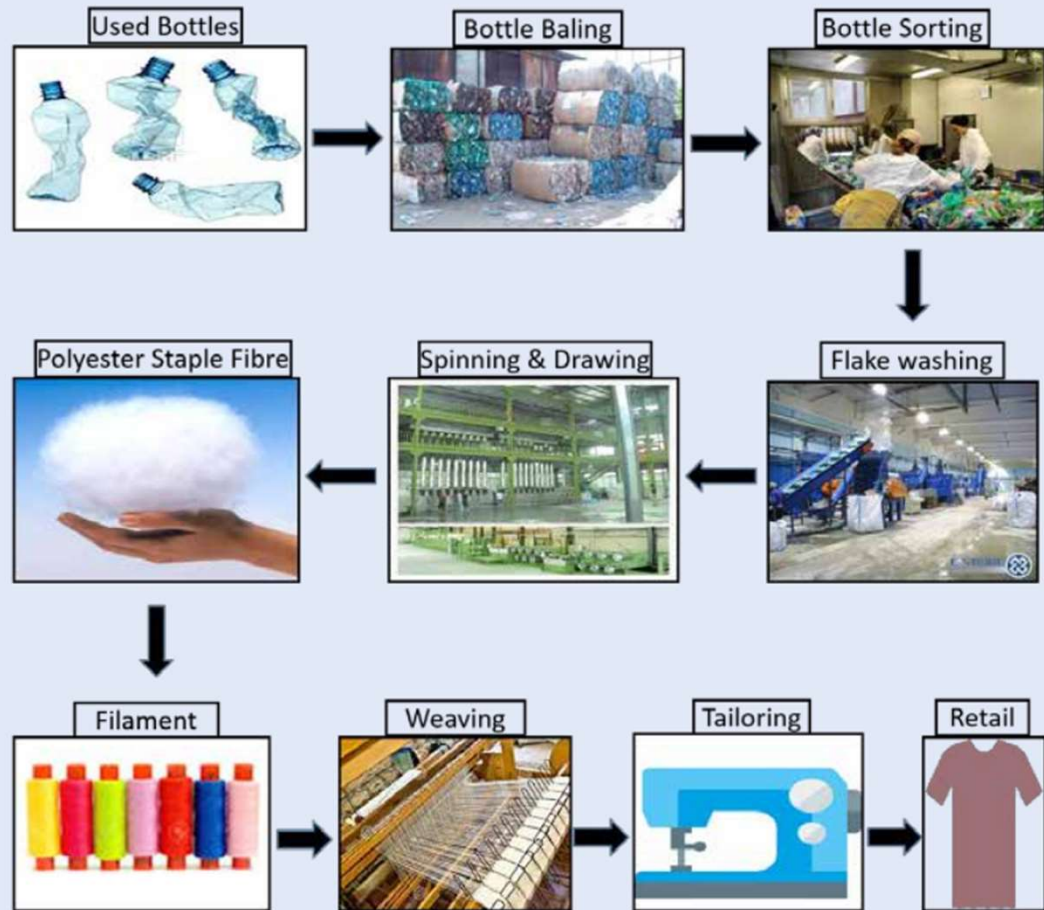 Used Bottles
Bottle Baling
Bottle Sorting
Flake washing
Spinning & Drawing
Polyester Staple Fibre
Filament
Weaving
Tailoring
Retail